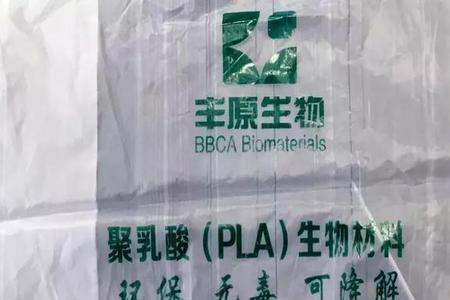 丰原生物
BBCA Biomaterials
聚乳酸（PLA）生物材料
环保 无毒 可降解